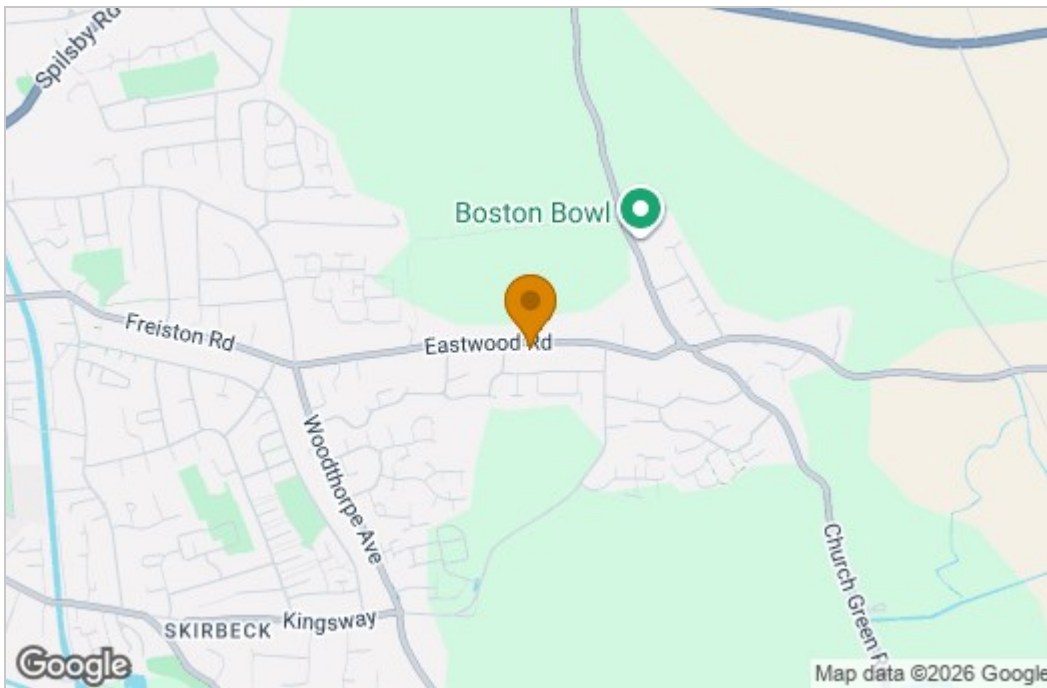 Spilsby Rd
Boston Bowl
Freiston Rd
Eastwood Rd
Woodthorpe Ave
Church Green R
Kingsway
SKIRBECK
Google
Map data ©2026 Google